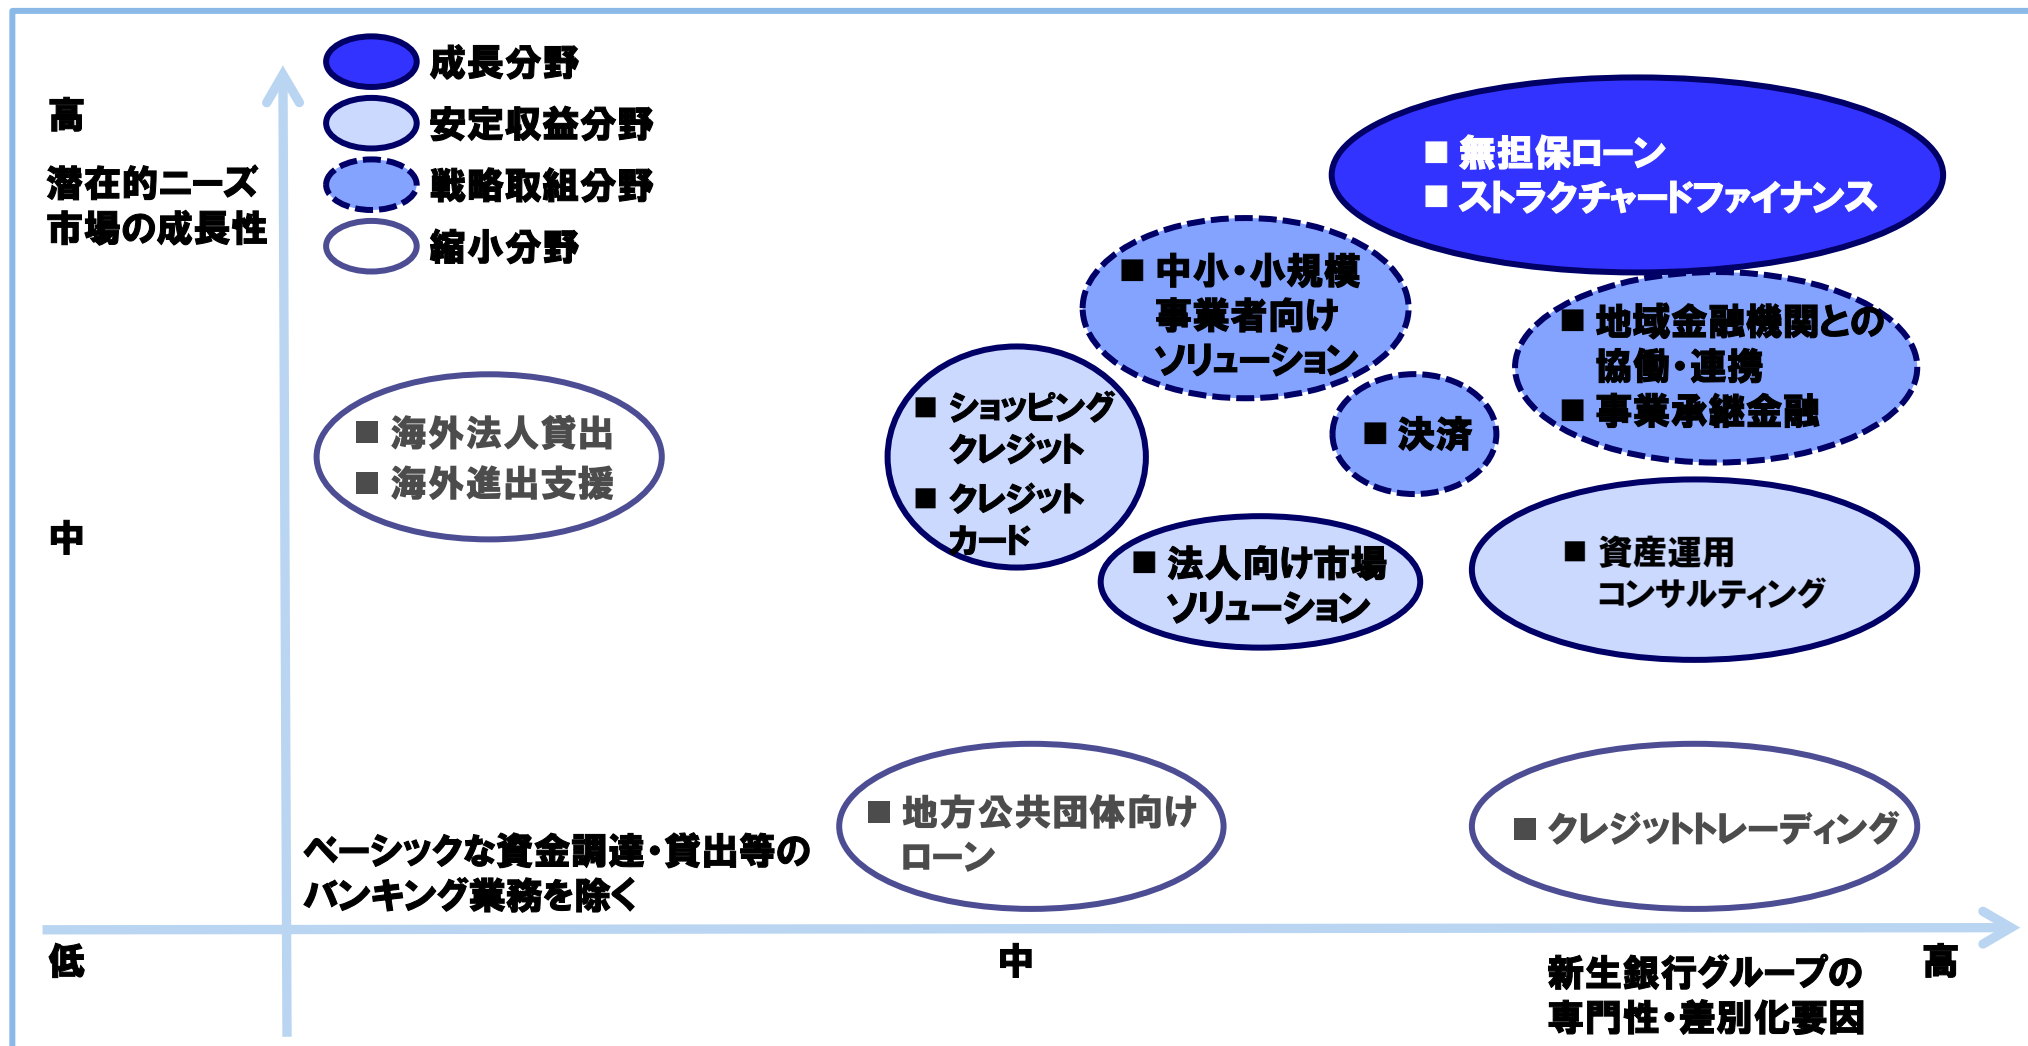 成長分野
安定収益分野
戦略取組分野
縮小分野
高
潜在的ニーズ
市場の成長性
■ 無担保ローン
■ ストラクチャードファイナンス
■ 中小・小規模
事業者向け
ソリューション
■ 地域金融機関との
協働・連携
■ 事業承継金融
■ ショッピング
クレジット
■ クレジット
カード
■ 決済
■ 海外法人貸出
■ 海外進出支援
中
■ 法人向け市場
ソリューション
■ 資産運用
コンサルティング
■ 地方公共団体向け
ローン
■ クレジットトレーディング
ベーシックな資金調達・貸出等の
バンキング業務を除く
低
中
高
新生銀行グループの
専門性・差別化要因